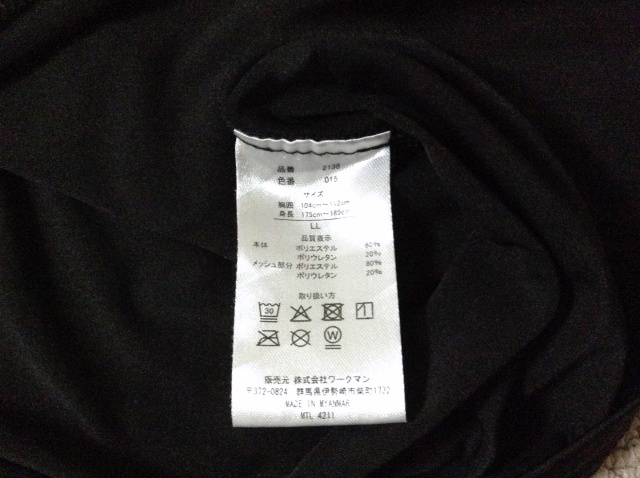 品番 2138
色番 015
サイズ
胸囲 104cm～112cm
身長 175cm～185cm
LL
品質表示
本体 ポリエステル 80%
ポリウレタン 20%
メッシュ部分 ポリエステル 80%
ポリウレタン 20%
取り扱い方
30
販売元 株式会社ワークマン
〒372-0824 群馬県伊勢崎市柴町1732
MADE IN MYANMAR
MTL 4211